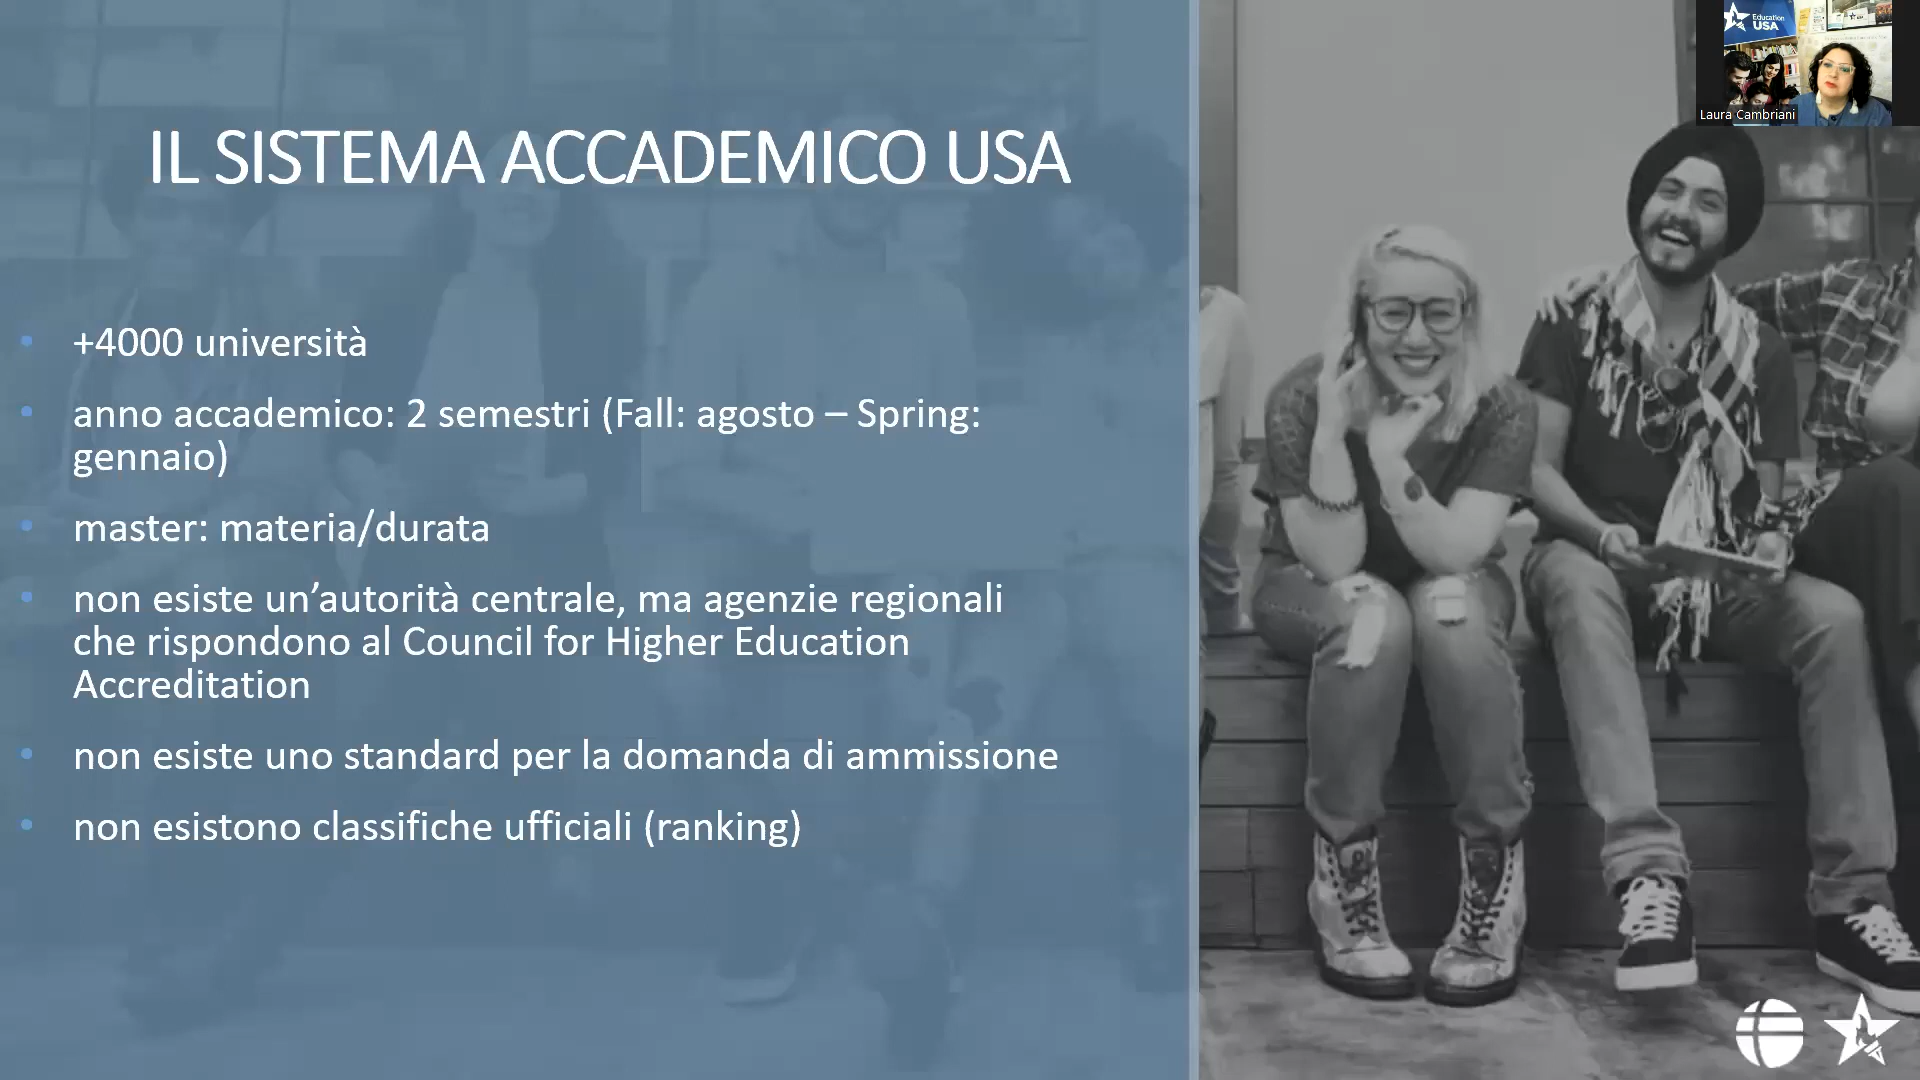 IL SISTEMA ACCADEMICO USA
+4000 università
anno accademico: 2 semestri (Fall: agosto – Spring:
gennaio)
master: materia/durata
non esiste un’autorità centrale, ma agenzie regionali
che rispondono al Council for Higher Education
Accreditation
non esiste uno standard per la domanda di ammissione
non esistono classifiche ufficiali (ranking)
Education
USA
Laura Cambriani